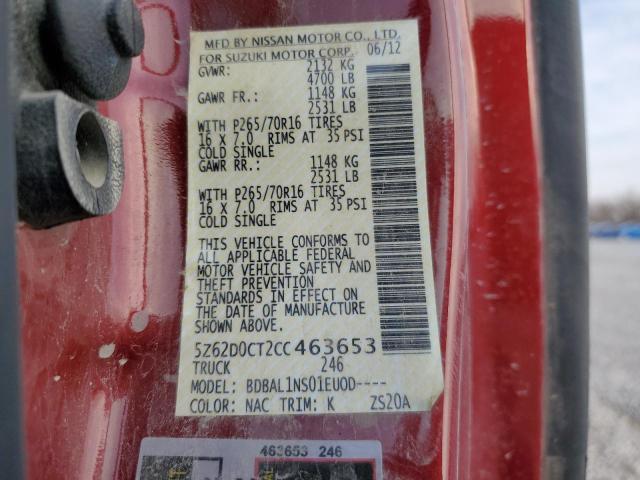 MFD BY NISSAN MOTOR CO., LTD.
FOR SUZUKI MOTOR CORP. 06/12
GVWR: 2132 KG
4700 LB
GAWR FR.: 1148 KG
2531 LB
WITH P265/70R16 TIRES
16 X 7.0 RIMS AT 35 PSI
COLD SINGLE
GAWR RR.: 1148 KG
2531 LB
WITH P265/70R16 TIRES
16 X 7.0 RIMS AT 35 PSI
COLD SINGLE
THIS VEHICLE CONFORMS TO
ALL APPLICABLE FEDERAL
MOTOR VEHICLE SAFETY AND
THEFT PREVENTION
STANDARDS IN EFFECT ON
THE DATE OF MANUFACTURE
SHOWN ABOVE.
5Z62D0CT2CC463653
TRUCK 246
MODEL: BDBAL1NS01EUOD----
COLOR: NAC TRIM: K ZS20A
463653 246